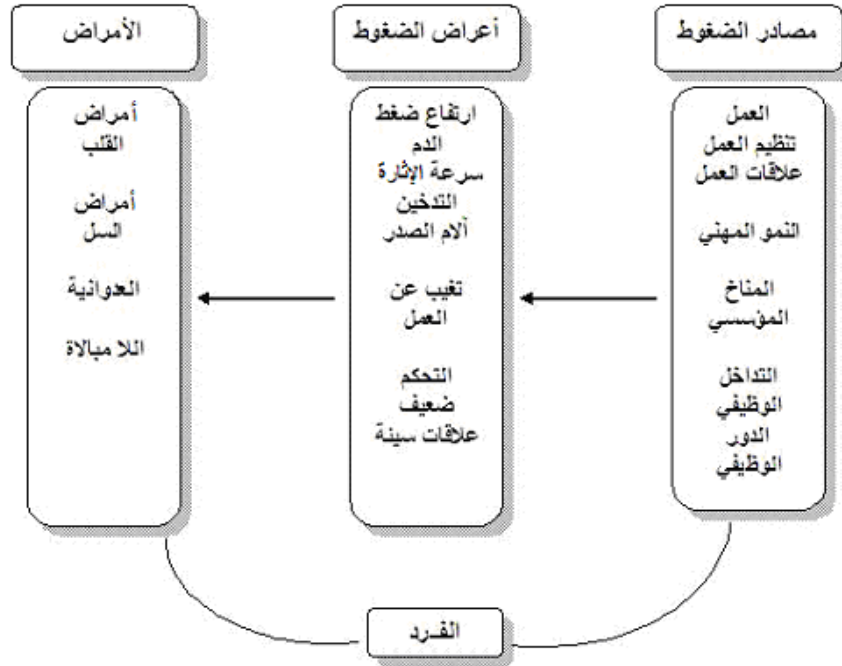 مصادر الضغوط
أعراض الضغوط
الأمراض
العمل
تنظيم العمل
علاقات العمل
النمو المهني
المناخ
المؤسسي
التداخل
الوظيفي
الدور
الوظيفي
ارتفاع ضغط
الدم
سرعة الإثارة
التدخين
آلام الصدر
تغيب عن
العمل
التحكم
ضعيف
علاقات سيئة
أمراض
القلب
أمراض
السل
العدوانية
اللا مبالاة
الفرد